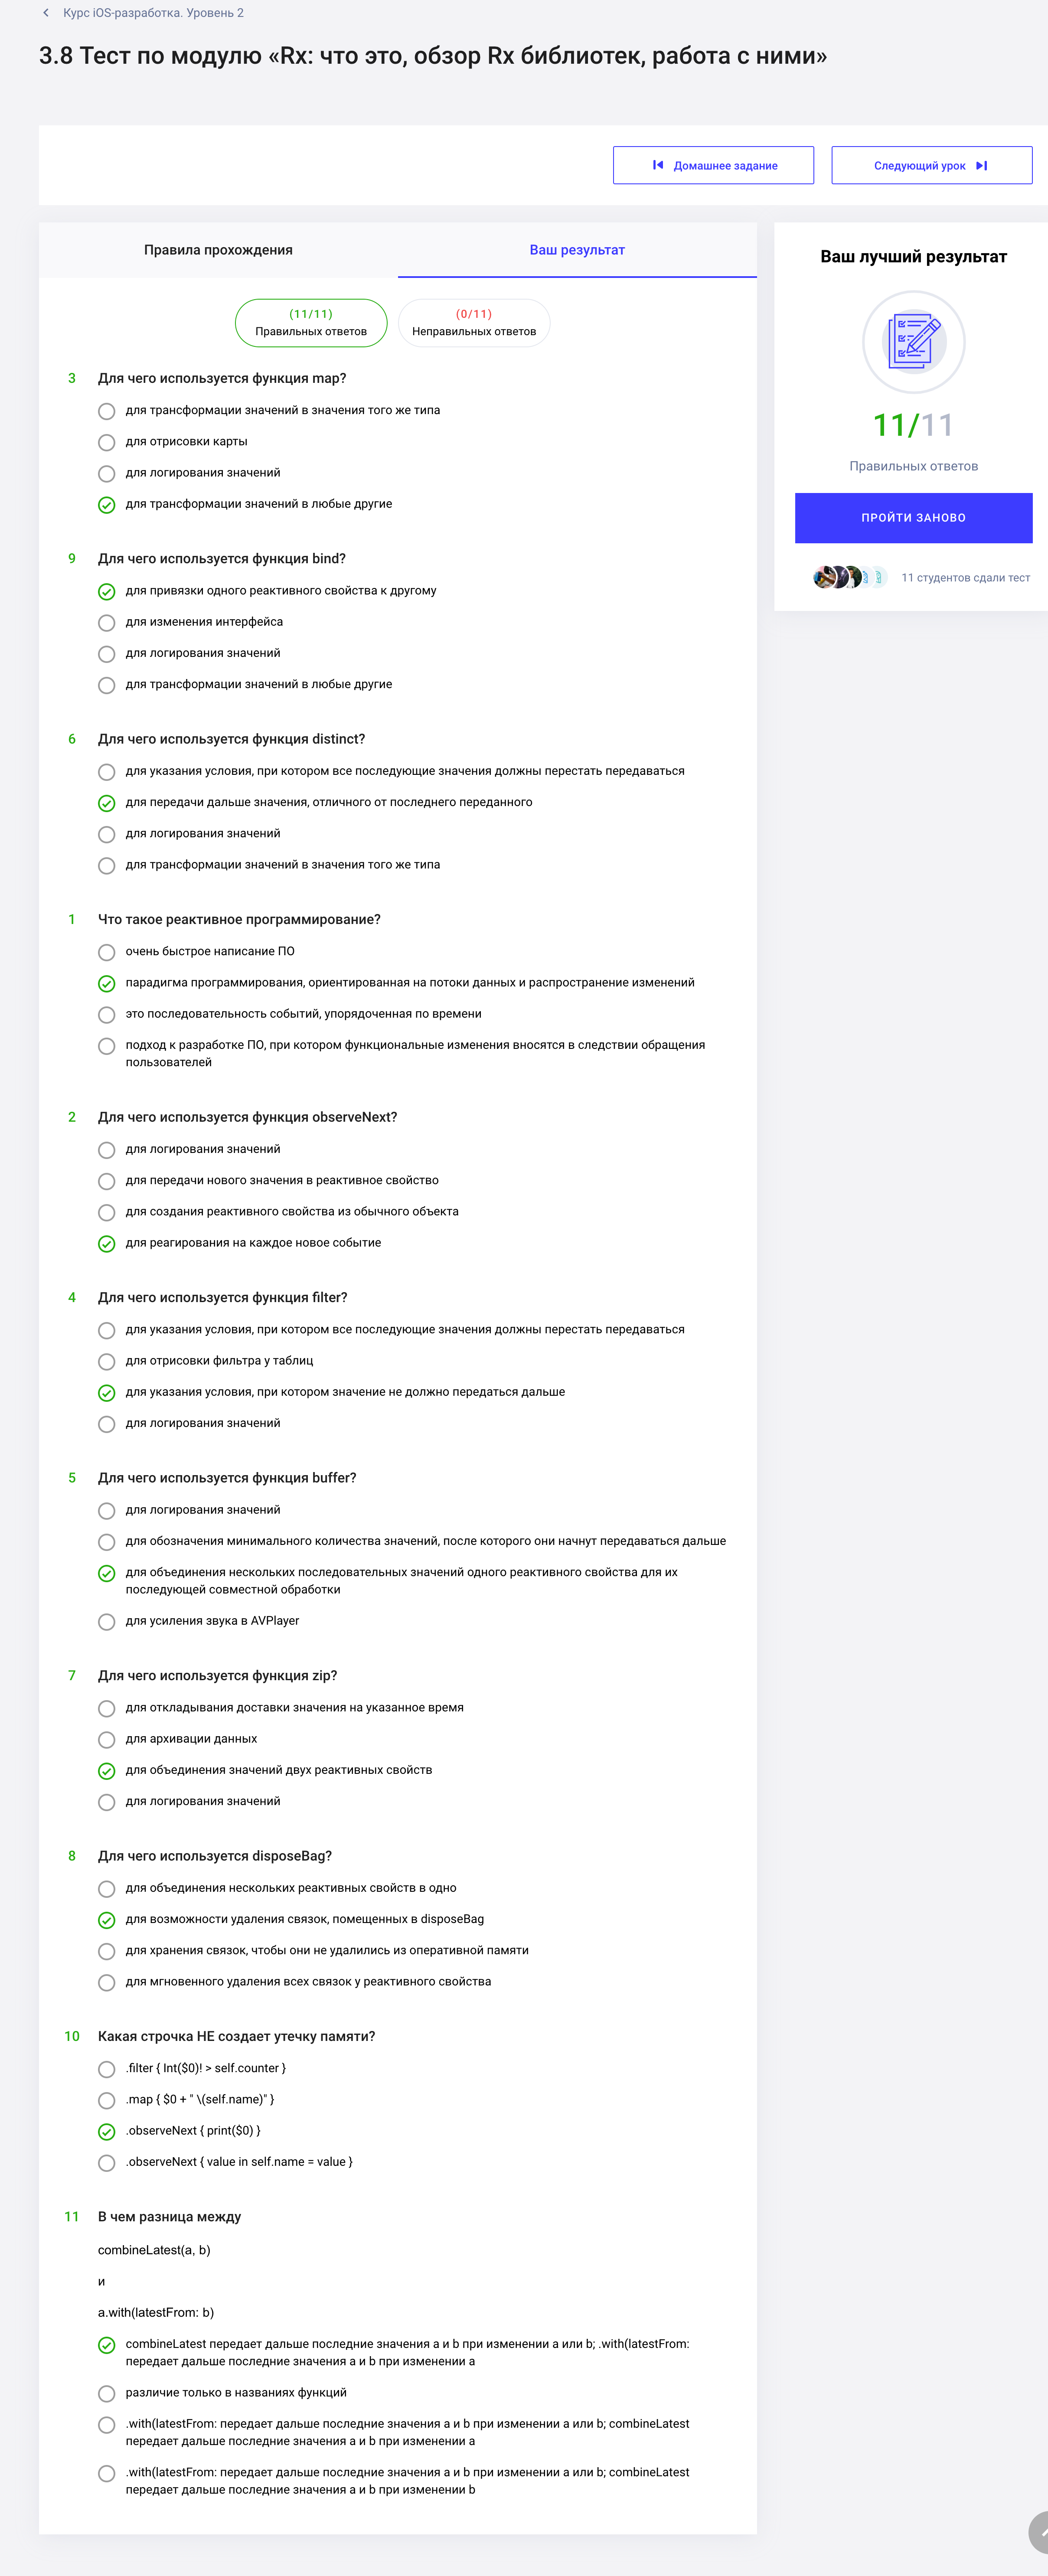 Курс iOS-разработка. Уровень 2
3.8 Тест по модулю «Rx: что это, обзор Rx библиотек, работа с ними»
Домашнее задание
Следующий урок
Правила прохождения
Ваш результат
(11/11)
Правильных ответов
(0/11)
Неправильных ответов
3 Для чего используется функция map?
для трансформации значений в значения того же типа
для отрисовки карты
для логирования значений
для трансформации значений в любые другие
9 Для чего используется функция bind?
для привязки одного реактивного свойства к другому
для изменения интерфейса
для логирования значений
для трансформации значений в любые другие
6 Для чего используется функция distinct?
для указания условия, при котором все последующие значения должны перестать передаваться
для передачи дальше значения, отличного от последнего переданного
для логирования значений
для трансформации значений в значения того же типа
1 Что такое реактивное программирование?
очень быстрое написание ПО
парадигма программирования, ориентированная на потоки данных и распространение изменений
это последовательность событий, упорядоченная по времени
подход к разработке ПО, при котором функциональные изменения вносятся в следствии обращения
пользователей
2 Для чего используется функция observeNext?
для логирования значений
для передачи нового значения в реактивное свойство
для создания реактивного свойства из обычного объекта
для реагирования на каждое новое событие
4 Для чего используется функция filter?
для указания условия, при котором все последующие значения должны перестать передаваться
для отрисовки фильтра у таблиц
для указания условия, при котором значение не должно передаться дальше
для логирования значений
5 Для чего используется функция buffer?
для логирования значений
для обозначения минимального количества значений, после которого они начнут передаваться дальше
для объединения нескольких последовательных значений одного реактивного свойства для их
последующей совместной обработки
для усиления звука в AVPlayer
7 Для чего используется функция zip?
для откладывания доставки значения на указанное время
для архивации данных
для объединения значений двух реактивных свойств
для логирования значений
8 Для чего используется disposeBag?
для объединения нескольких реактивных свойств в одно
для возможности удаления связок, помещенных в disposeBag
для хранения связок, чтобы они не удалились из оперативной памяти
для мгновенного удаления всех связок у реактивного свойства
10 Какая строчка НЕ создает утечку памяти?
.filter { Int($0)! > self.counter }
.map { $0 + " \(self.name)" }
.observeNext { print($0) }
.observeNext { value in self.name = value }
11 В чем разница между
combineLatest(a, b)
и
a.with(latestFrom: b)
combineLatest передает дальше последние значения a и b при изменении a или b; .with(latestFrom:
передает дальше последние значения a и b при изменении a
различие только в названиях функций
.with(latestFrom: передает дальше последние значения a и b при изменении a или b; combineLatest
передает дальше последние значения a и b при изменении a
.with(latestFrom: передает дальше последние значения a и b при изменении a или b; combineLatest
передает дальше последние значения a и b при изменении b
Ваш лучший результат
11/11
Правильных ответов
ПРОЙТИ ЗАНОВО
11 студентов сдали тест